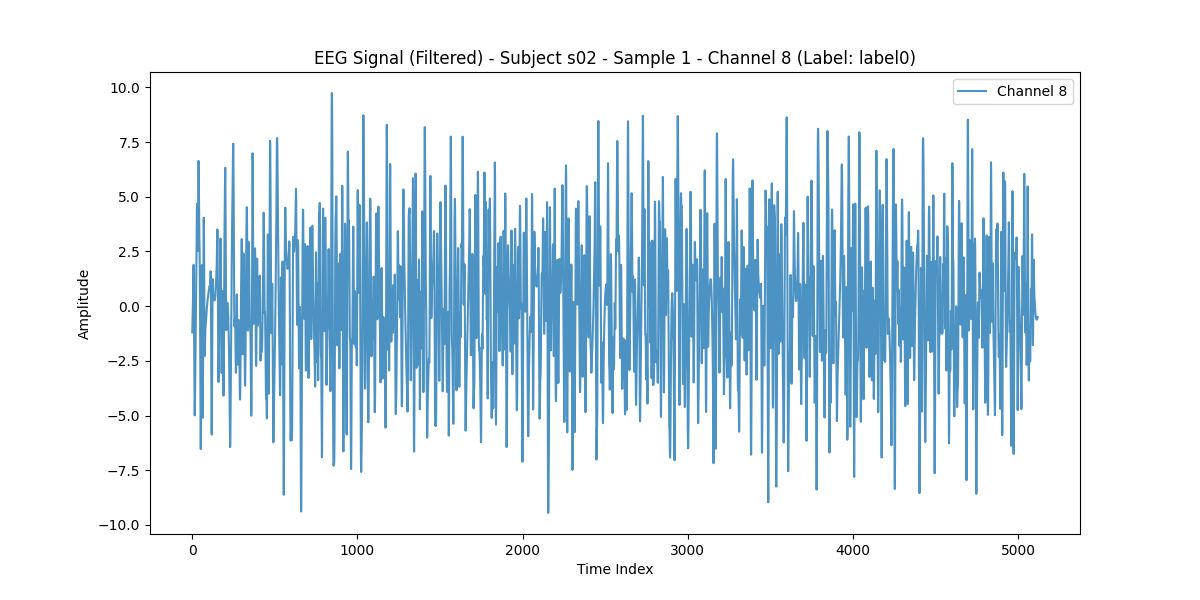 EEG Signal (Filtered) - Subject s02 - Sample 1 - Channel 8 (Label: label0)
Channel 8
10.0
7.5
5.0
2.5
0.0
−2.5
−5.0
−7.5
−10.0
Amplitude
0 1000 2000 3000 4000 5000
Time Index